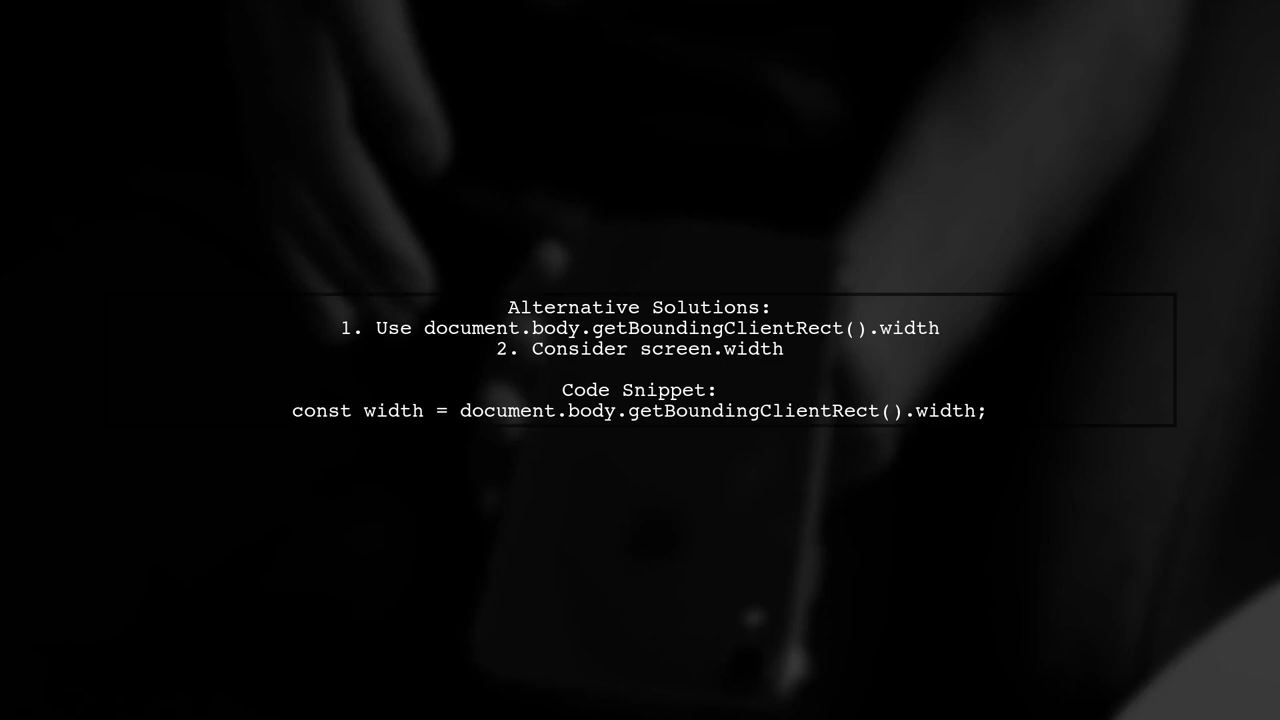 Alternative Solutions:
1. Use document.body.getBoundingClientRect().width
2. Consider screen.width
Code Snippet:
const width = document.body.getBoundingClientRect().width;